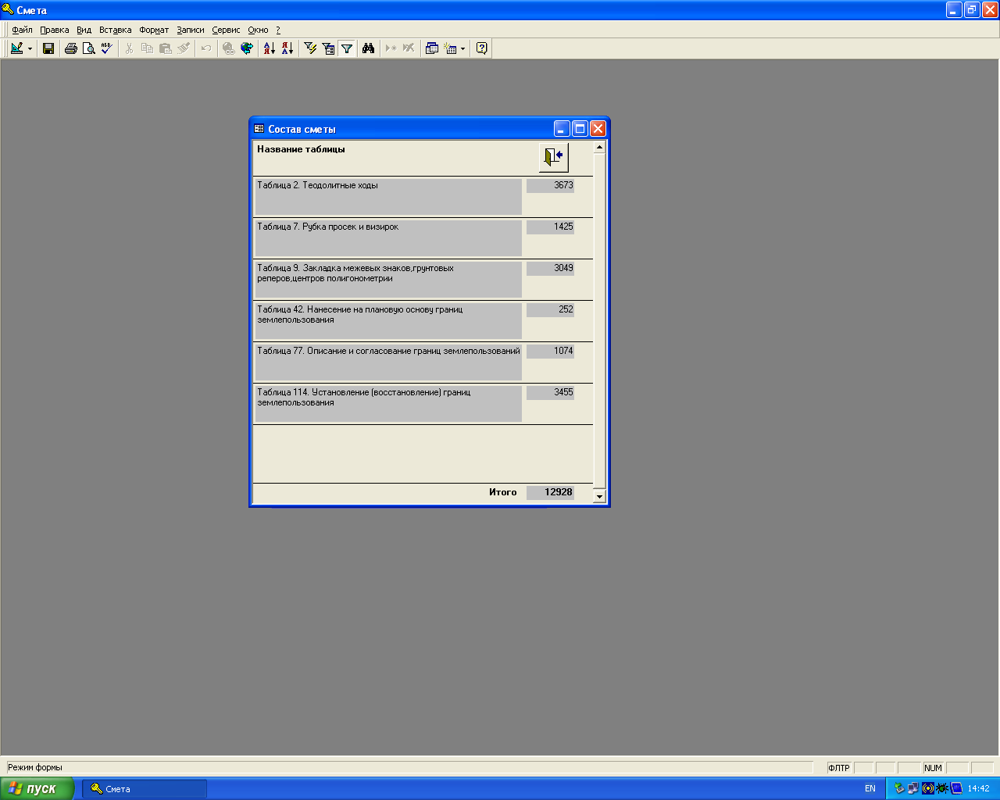 Смета
Файл Правка Вид Вставка Формат Записи Сервис Окно ?
Состав сметы
Название таблицы
Таблица 2. Теодолитные ходы 3673
Таблица 7. Рубка просек и визирок 1425
Таблица 9. Закладка межевых знаков,грунтовых 3049
реперов,центров полигонометрии
Таблица 42. Нанесение на плановую основу границ 252
землепользования
Таблица 77. Описание и согласование границ землепользований 1074
Таблица 114. Установление (восстановление) границ 3455
землепользования
Итого 12928
Режим формы ФЛТР NUM
пуск Смета EN 14:42